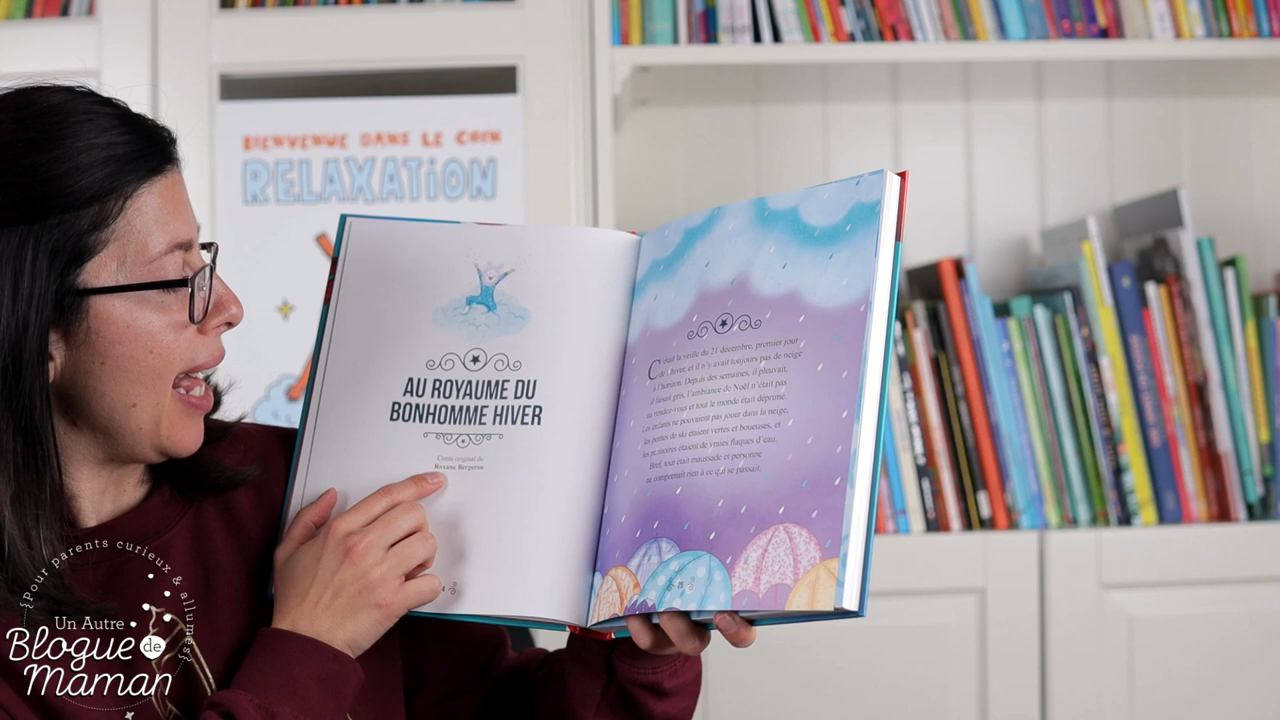 BIENVENUE DANS LE COIN
RELAXATiON
AU ROYAUME DU
BONHOMME HIVER
Conte original de
Roxane Bergeron
C'était la veille du 21 décembre, premier jour
de l'hiver, et il n'y avait toujours pas de neige
à l'horizon. Depuis des semaines, il pleuvait,
il faisait gris, l'ambiance de Noël n'était pas
au rendez-vous et tout le monde était déprimé.
Les enfants ne pouvaient pas jouer dans la neige,
les pentes de ski étaient vertes et boueuses, et
les patinoires étaient de vraies flaques d'eau.
Bref, tout était maussade et personne
ne comprenait rien à ce qui se passait.
{Pour parents curieux & allumés}
Un Autre
Blogue de
Maman